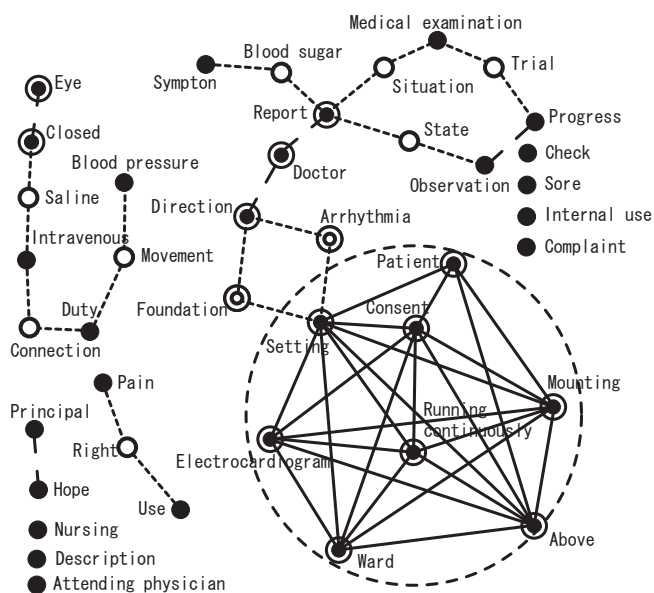 Medical examination
Blood sugar
Trial
Eye
Sympton
Situation
Report
Progress
Closed
State
Check
Blood pressure
Doctor
Observation
Sore
Saline
Direction
Arrhythmia
Internal use
Intravenous
Movement
Complaint
Patient
Foundation
Consent
Duty
Setting
Connection
Pain
Mounting
Principal
Running
continuously
Right
Electrocardiogram
Hope
Use
Nursing
Above
Description
Ward
Attending physician